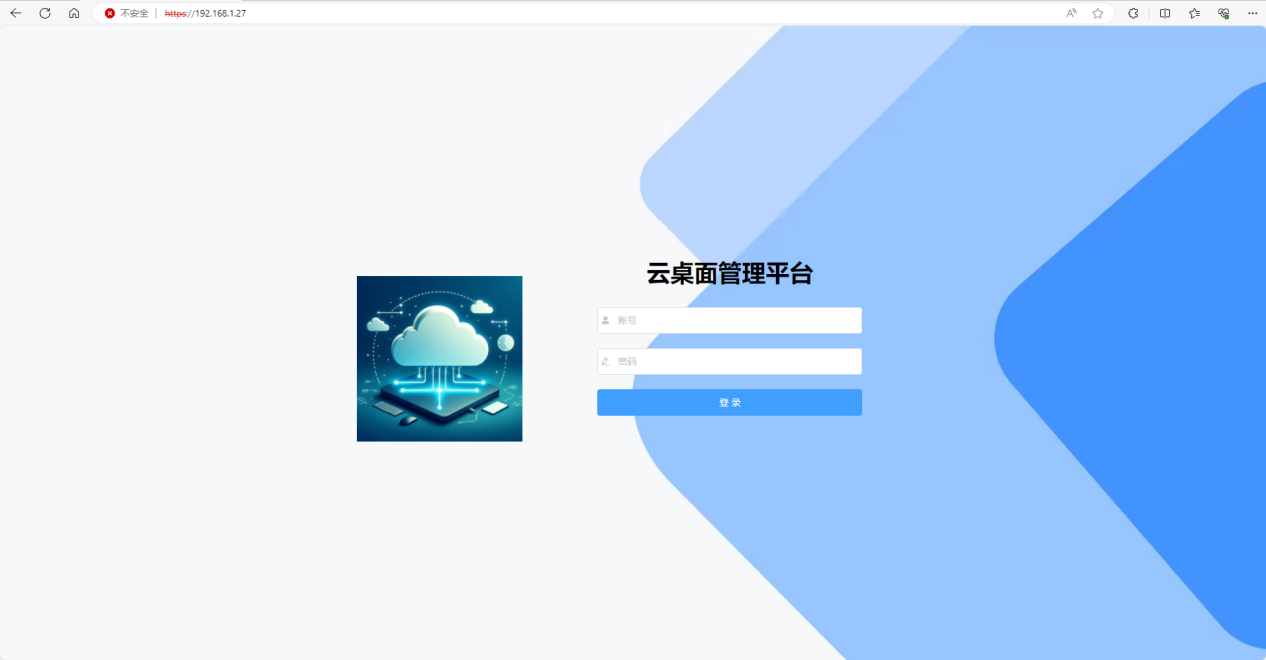 不安全 | https://192.168.1.27
云桌面管理平台
账号
密码
登 录